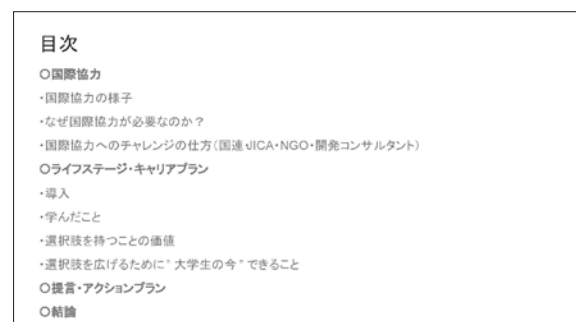 目次
〇国際協力
・国際協力の様子
・なぜ国際協力が必要なのか？
・国際協力へのチャレンジの仕方（国連・JICA・NGO・開発コンサルタント）
〇ライフステージ・キャリアプラン
・導入
・学んだこと
・選択肢を持つことの価値
・選択肢を広げるために“大学生の今”できること
〇提言・アクションプラン
〇結論